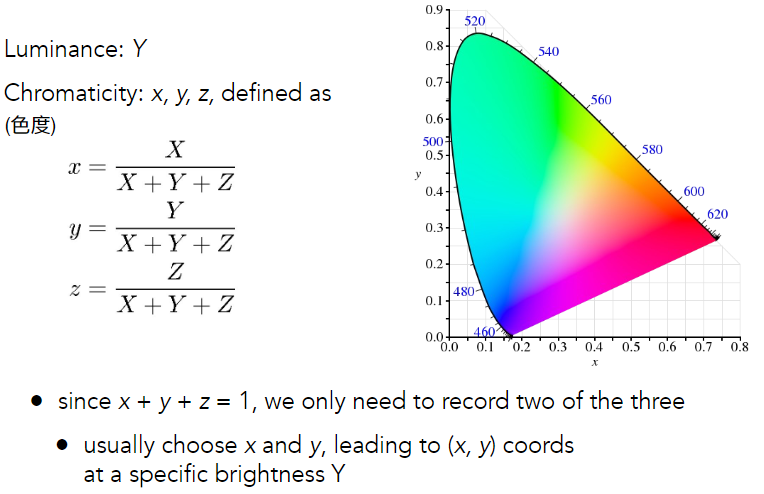 Luminance: Y
Chromaticity: x, y, z, defined as
(色度)
x = X / X + Y + Z
y = Y / X + Y + Z
z = Z / X + Y + Z
0.9
0.8
0.7
0.6
0.5
0.4
0.3
0.2
0.1
0.0
y
520
540
560
500
580
600
620
480
460
0.0 0.1 0.2 0.3 0.4 0.5 0.6 0.7 0.8
x
● since x + y + z = 1, we only need to record two of the three
● usually choose x and y, leading to (x, y) coords
at a specific brightness Y